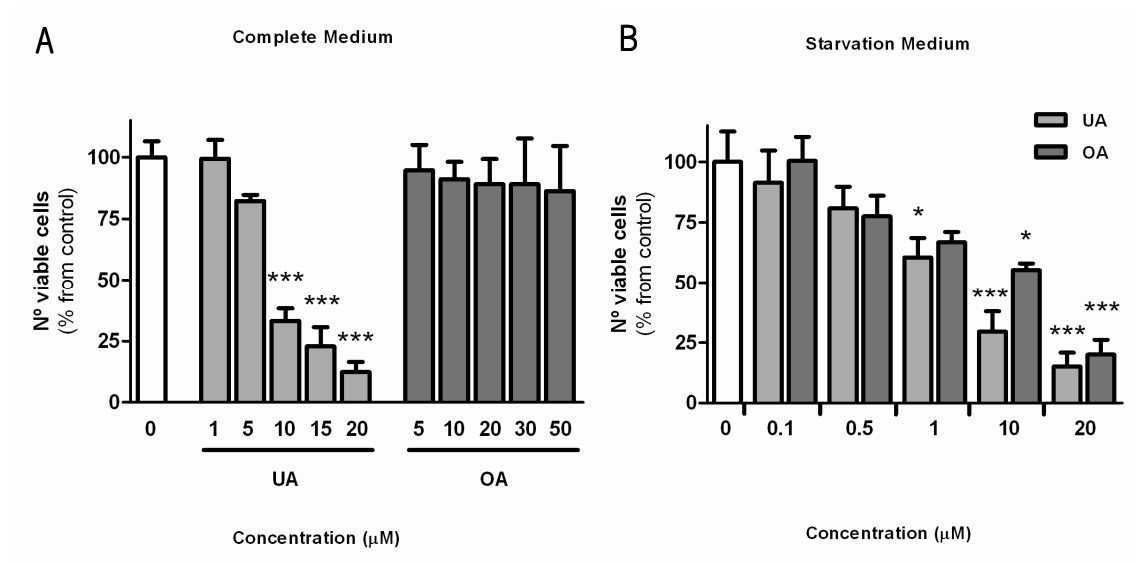 A
Complete Medium
Nº viable cells
(% from control)
100
75
50
25
0
***
***
***
0 1 5 10 15 20 5 10 20 30 50
UA OA
Concentration (μM)
B
Starvation Medium
UA
OA
Nº viable cells
(% from control)
100
75
50
25
0
*
***
*
***
***
0 0.1 0.5 1 10 20
Concentration (μM)